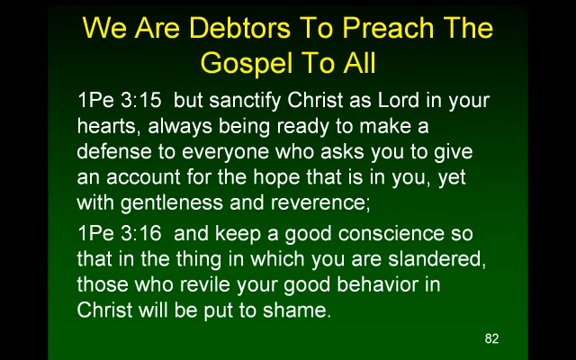 We Are Debtors To Preach The
Gospel To All
1Pe 3:15 but sanctify Christ as Lord in your
hearts, always being ready to make a
defense to everyone who asks you to give
an account for the hope that is in you, yet
with gentleness and reverence;
1Pe 3:16 and keep a good conscience so
that in the thing in which you are slandered,
those who revile your good behavior in
Christ will be put to shame.
82